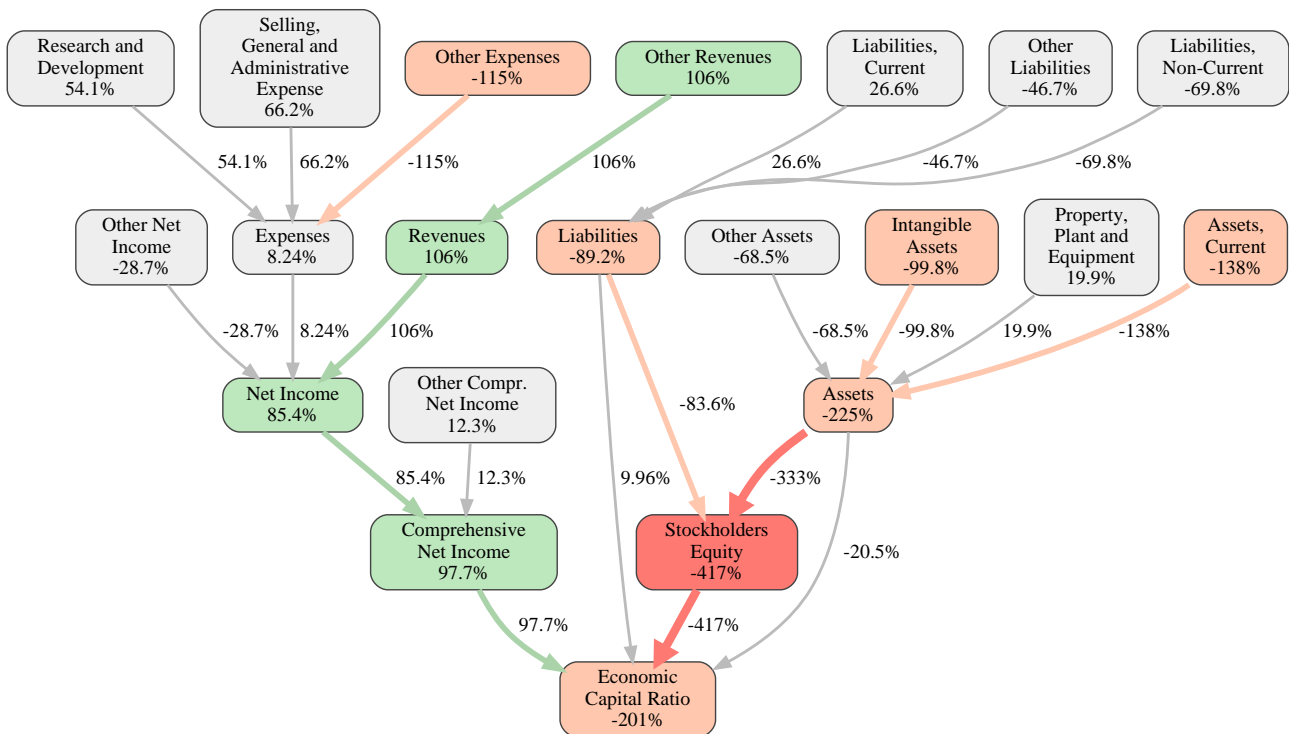 Research and
Development
54.1%
Selling,
General and
Administrative
Expense
66.2%
Other Expenses
-115%
Other Revenues
106%
Liabilities,
Current
26.6%
Other
Liabilities
-46.7%
Liabilities,
Non-Current
-69.8%
54.1%
66.2%
-115%
106%
26.6%
-46.7%
-69.8%
Other Net
Income
-28.7%
Expenses
8.24%
Revenues
106%
Liabilities
-89.2%
Other Assets
-68.5%
Intangible
Assets
-99.8%
Property,
Plant and
Equipment
19.9%
Assets,
Current
-138%
-28.7%
8.24%
106%
-68.5%
-99.8%
19.9%
-138%
Net Income
85.4%
Other Compr.
Net Income
12.3%
-83.6%
Assets
-225%
85.4%
12.3%
9.96%
-333%
Comprehensive
Net Income
97.7%
Stockholders
Equity
-417%
-20.5%
97.7%
-417%
Economic
Capital Ratio
-201%